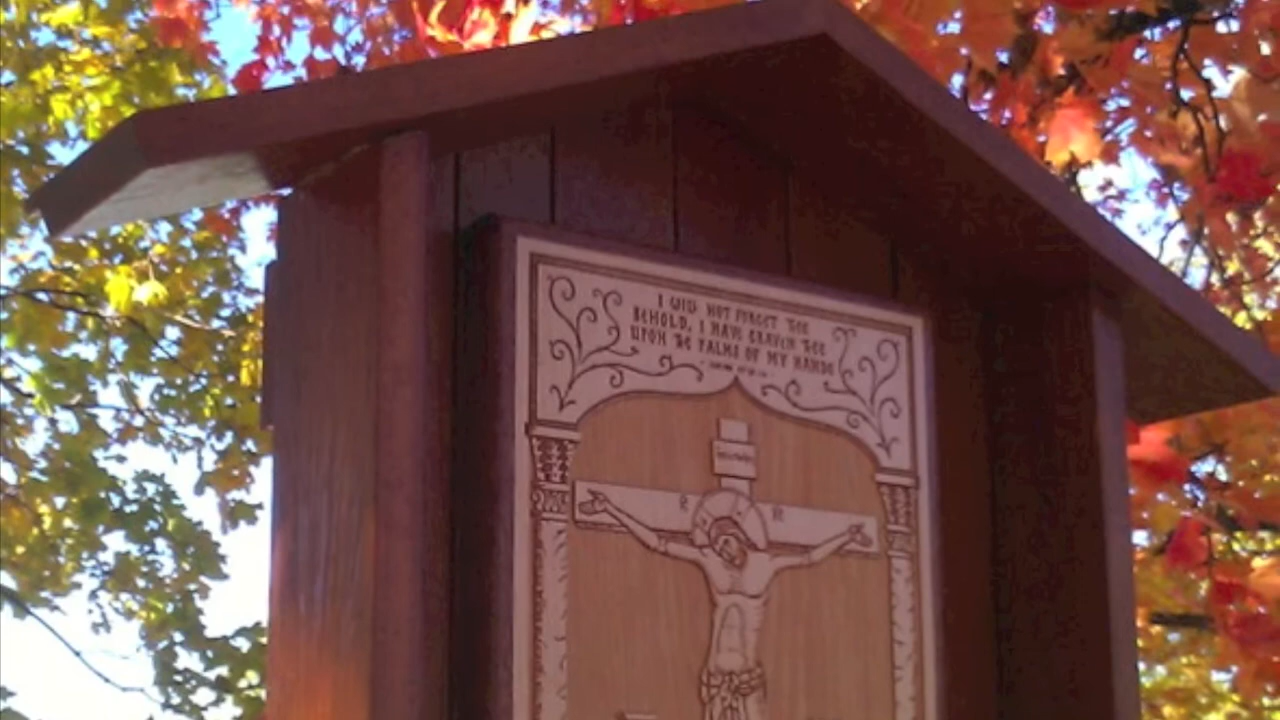 I WILL NOT FORGET THEE
BEHOLD, I HAVE GRAVEN THEE
UPON THE PALMS OF MY HANDS